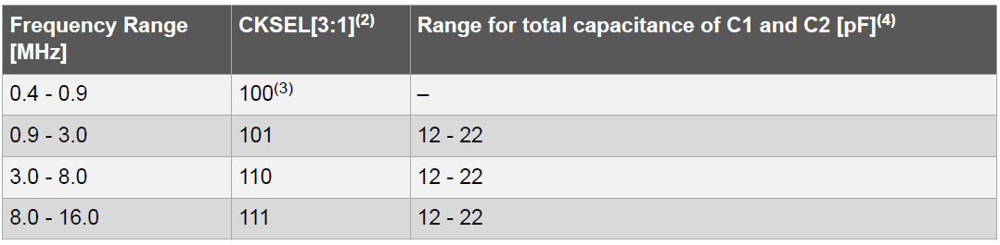 Frequency Range [MHz] CKSEL[3:1](2) Range for total capacitance of C1 and C2 [pF](4)
0.4 - 0.9 100(3) –
0.9 - 3.0 101 12 - 22
3.0 - 8.0 110 12 - 22
8.0 - 16.0 111 12 - 22